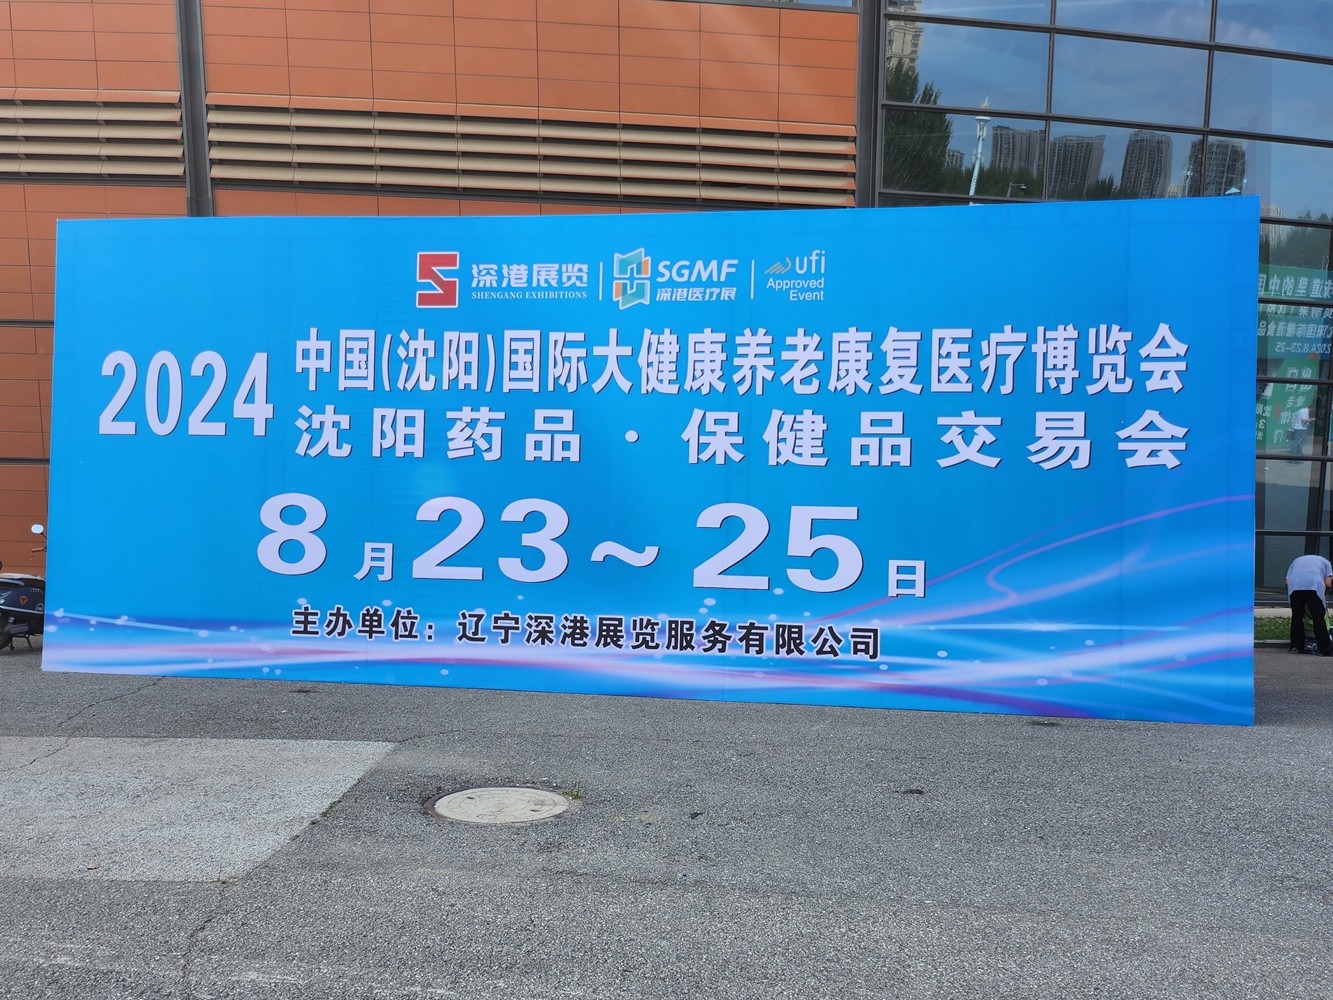 深港展览 SHENGANG EXHIBITIONS | SGMF 深港医疗展 | ufi Approved Event
2024 中国(沈阳)国际大健康养老康复医疗博览会
沈阳药品·保健品交易会
8月23~25日
主办单位：辽宁深港展览服务有限公司